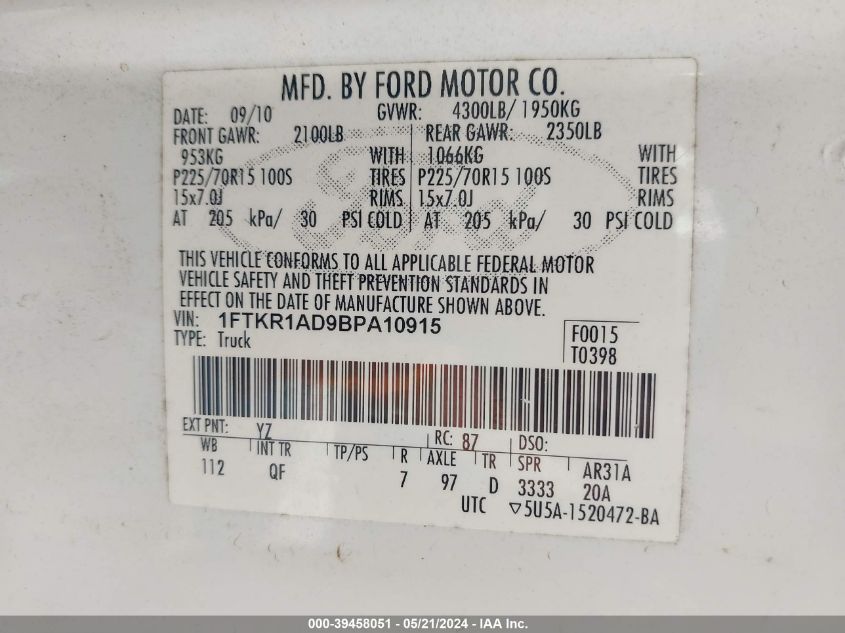 MFD. BY FORD MOTOR CO.
DATE: 09/10 GVWR: 4300LB/ 1950KG
FRONT GAWR: 2100LB REAR GAWR: 2350LB
953KG WITH 1066KG WITH
P225/70R15 100S TIRES P225/70R15 100S TIRES
15x7.0J RIMS 15x7.0J RIMS
AT 205 kPa/ 30 PSI COLD AT 205 kPa/ 30 PSI COLD
THIS VEHICLE CONFORMS TO ALL APPLICABLE FEDERAL MOTOR
VEHICLE SAFETY AND THEFT PREVENTION STANDARDS IN
EFFECT ON THE DATE OF MANUFACTURE SHOWN ABOVE.
VIN: 1FTKR1AD9BPA10915 F0015
TYPE: Truck T0398
EXT PNT: YZ RC: 87 DSO:
WB INT TR TP/PS R AXLE TR SPR AR31A
112 QF 7 97 D 3333 20A
UTC ▽5U5A-1520472-BA
000-39458051 - 05/21/2024 - IAA Inc.